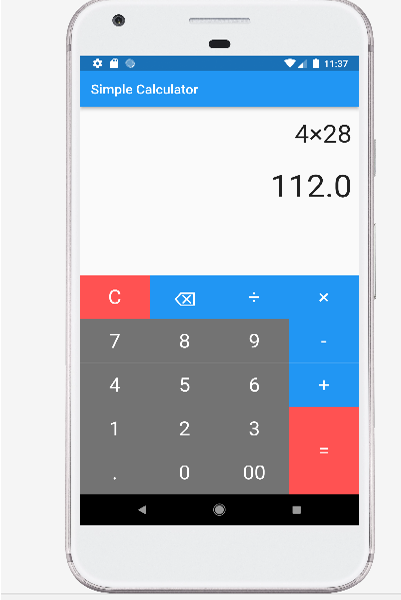 11:37
Simple Calculator
4×28
112.0
C ÷ ×
7 8 9 -
4 5 6 +
1 2 3 =
. 0 00